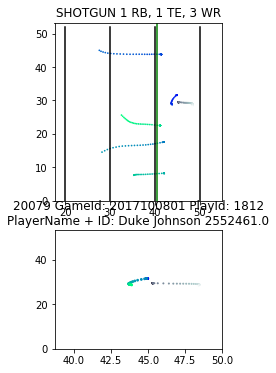 SHOTGUN 1 RB, 1 TE, 3 WR
50
40
30
20
10
0
20 30 40 50
20079 GameId: 2017100801 PlayId: 1812
PlayerName + ID: Duke Johnson 2552461.0
40
20
0
40.0 42.5 45.0 47.5 50.0